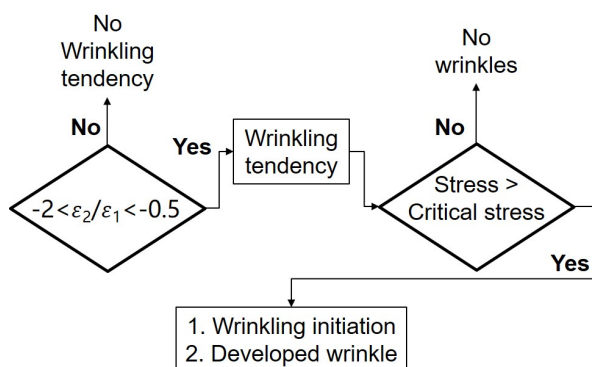 No
Wrinkling
tendency
No
-2<ε₂/ε₁<-0.5
Yes
Wrinkling
tendency
No
wrinkles
No
Stress >
Critical stress
Yes
1. Wrinkling initiation
2. Developed wrinkle